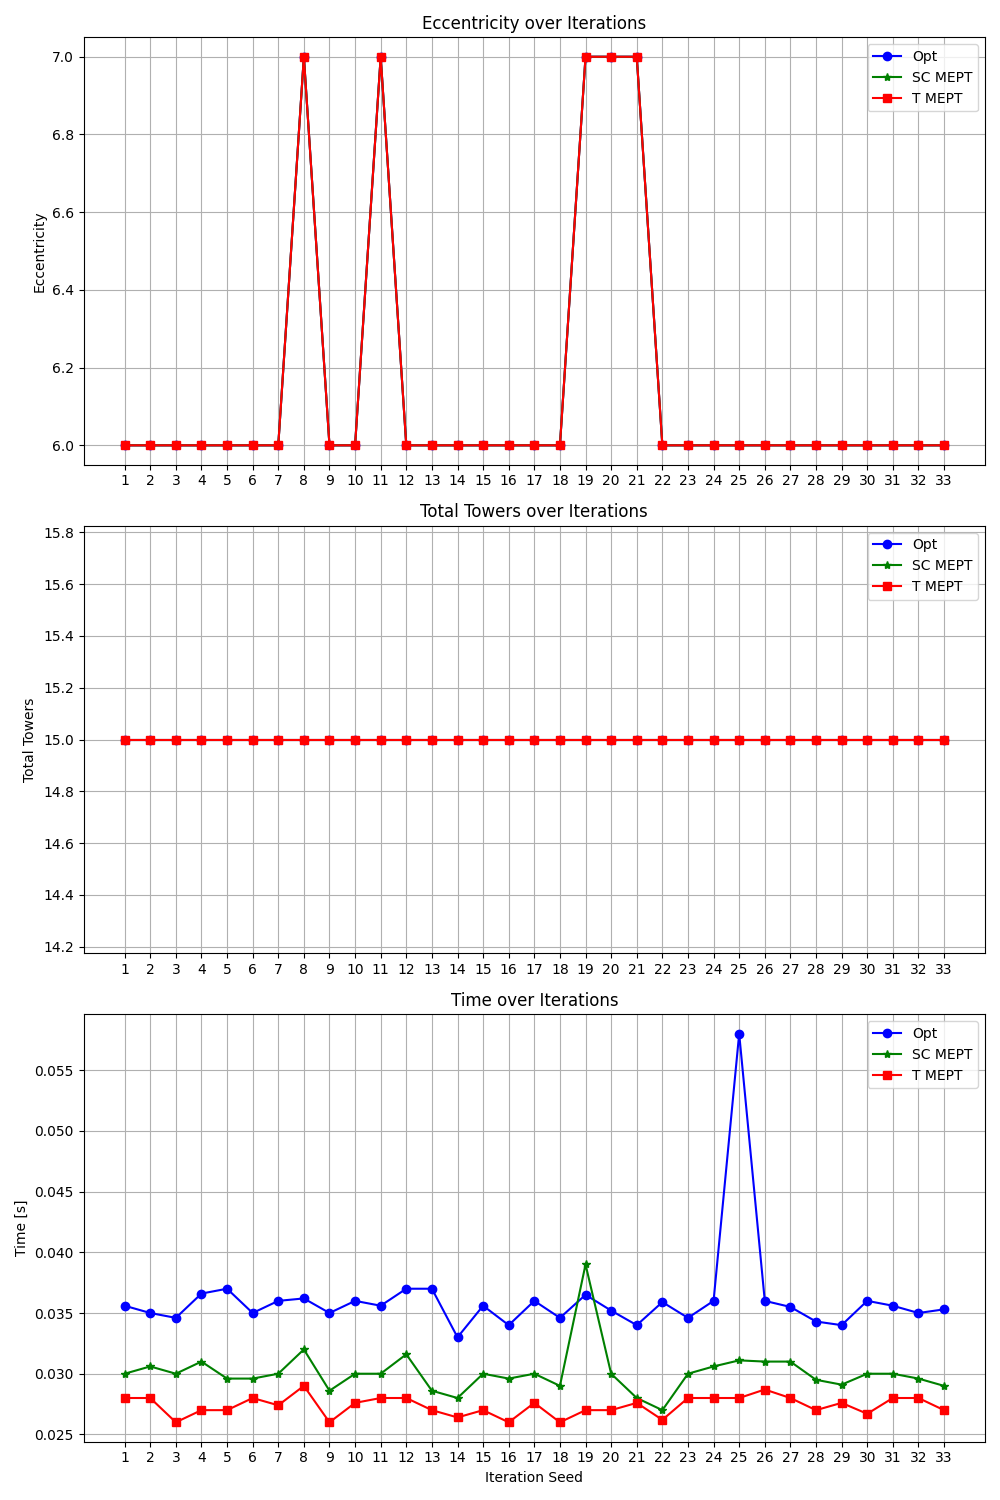 Eccentricity over Iterations
7.0
6.8
6.6
6.4
6.2
6.0
Eccentricity
Opt
SC MEPT
T MEPT
1 2 3 4 5 6 7 8 9 10 11 12 13 14 15 16 17 18 19 20 21 22 23 24 25 26 27 28 29 30 31 32 33
Total Towers over Iterations
15.8
15.6
15.4
15.2
15.0
14.8
14.6
14.4
14.2
Total Towers
Opt
SC MEPT
T MEPT
1 2 3 4 5 6 7 8 9 10 11 12 13 14 15 16 17 18 19 20 21 22 23 24 25 26 27 28 29 30 31 32 33
Time over Iterations
0.055
0.050
0.045
0.040
0.035
0.030
0.025
Time [s]
Opt
SC MEPT
T MEPT
1 2 3 4 5 6 7 8 9 10 11 12 13 14 15 16 17 18 19 20 21 22 23 24 25 26 27 28 29 30 31 32 33
Iteration Seed